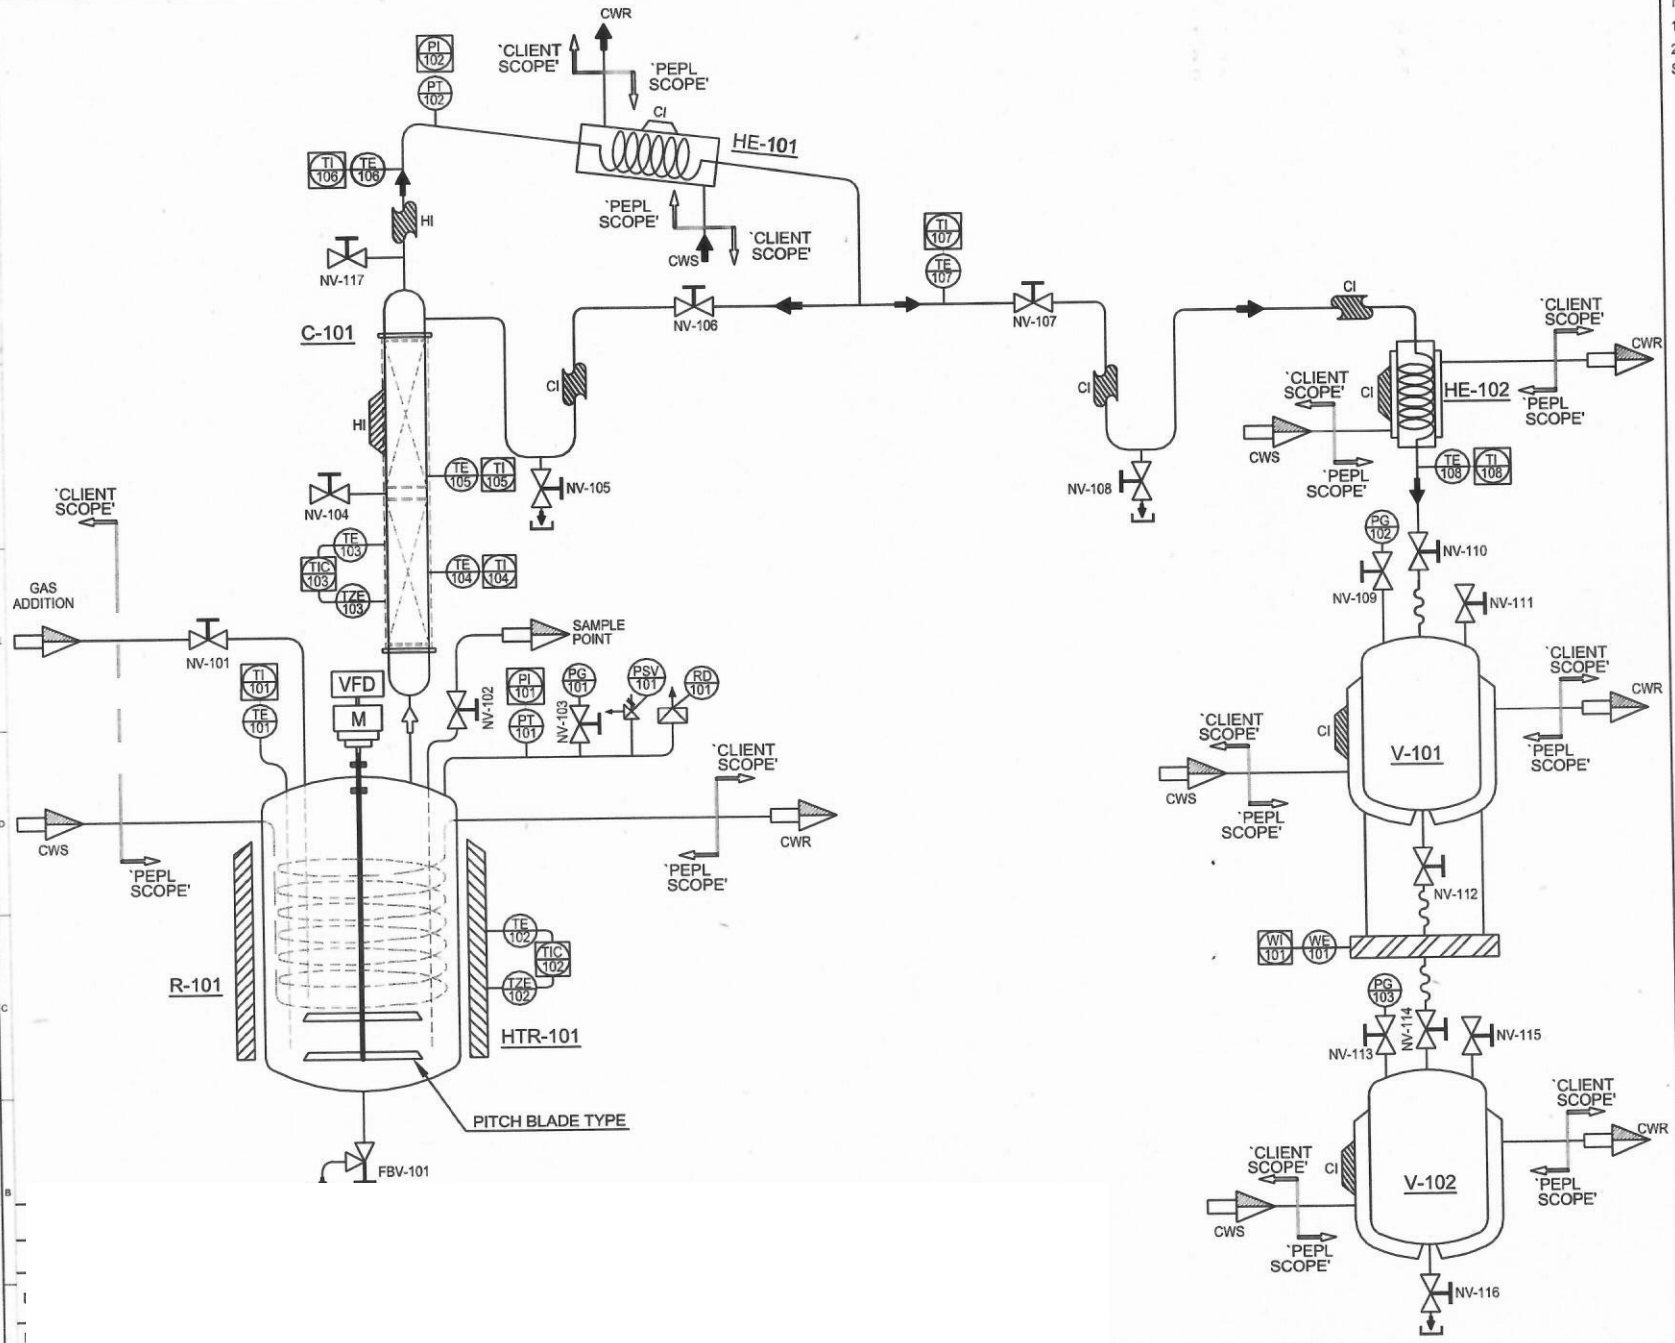 CWR
PI
102
'CLIENT
SCOPE'
'PEPL
SCOPE'
PT
102
CI
HE-101
TI
106
TE
106
HI
'PEPL
SCOPE'
'CLIENT
SCOPE'
CWS
TI
107
TE
107
NV-117
C-101
NV-106
NV-107
CI
'CLIENT
SCOPE'
CWR
CI
CI
HI
'CLIENT
SCOPE'
CI
HE-102
'PEPL
SCOPE'
CWS
'PEPL
SCOPE'
TE
108
TI
108
TE
105
TI
105
NV-105
NV-108
NV-104
'CLIENT
SCOPE'
PG
102
NV-110
NV-109
NV-111
TE
103
TIC
103
TZE
103
TE
104
TI
104
GAS
ADDITION
NV-101
SAMPLE
POINT
TI
101
TE
101
VFD
M
NV-102
PI
101
PT
101
PG
101
NV-103
PSV
101
RD
101
'CLIENT
SCOPE'
CWR
'PEPL
SCOPE'
'CLIENT
SCOPE'
CI
V-101
CWS
'PEPL
SCOPE'
'CLIENT
SCOPE'
CWS
'PEPL
SCOPE'
CWR
'PEPL
SCOPE'
NV-112
TE
102
TIC
102
TZE
102
WI
101
WE
101
R-101
HTR-101
PG
103
NV-113
NV-114
NV-115
PITCH BLADE TYPE
FBV-101
'CLIENT
SCOPE'
CWR
'PEPL
SCOPE'
'CLIENT
SCOPE'
CI
V-102
CWS
'PEPL
SCOPE'
NV-116
D
C
B
1
2
S